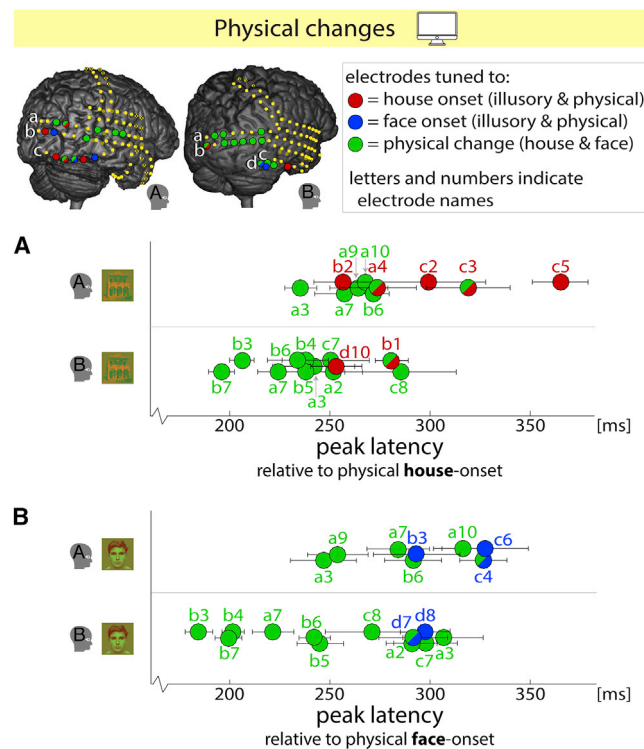 Physical changes
a
b
c
A
a
b
c
d
B
electrodes tuned to:
= house onset (illusory & physical)
= face onset (illusory & physical)
= physical change (house & face)
letters and numbers indicate
electrode names
A
A
a9 a10
b2 a4 c2 c3 c5
a3 a7 b6
B
b3 b6 b4 c7 b1
d10
b7 a7 b5 a2 c8
a3
200 250 300 350 [ms]
peak latency
relative to physical house-onset
B
A
a9 a7 b3 a10 c6
a3 b6 c4
B
b3 b4 a7 b6 c8 d7 d8
b7 b5 a2 c7 a3
200 250 300 350 [ms]
peak latency
relative to physical face-onset